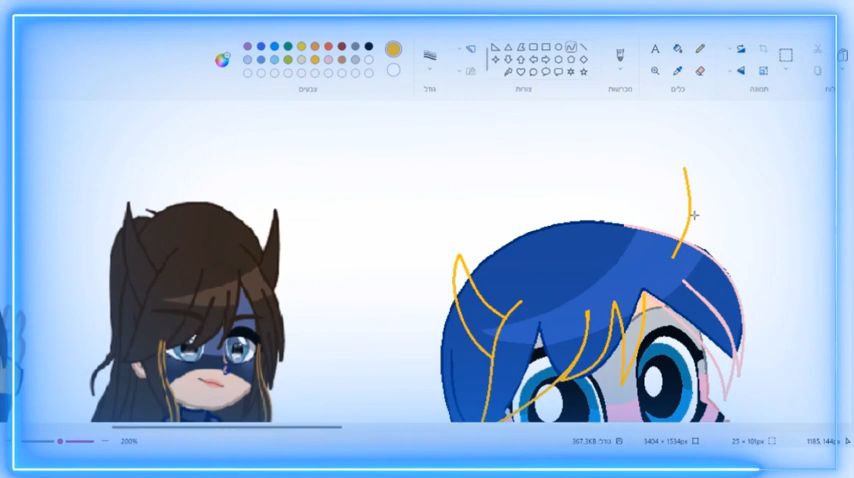 צבעים
גודל
צורות
מברשות
כלים
תמונה
200%
גודל: 367.3KB
3404 × 1534px
25 × 101px
1185, 144px